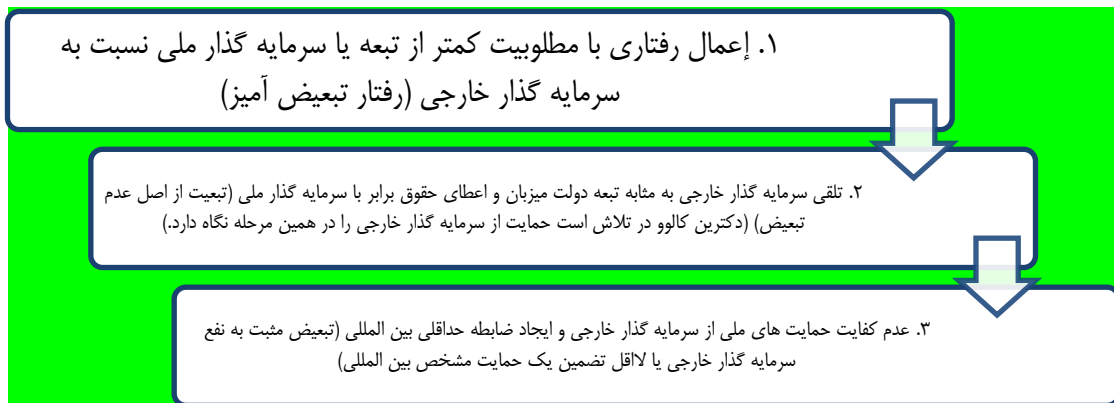 ۱. إعمال رفتاری با مطلوبیت کمتر از تبعه یا سرمایه گذار ملی نسبت به
سرمایه گذار خارجی (رفتار تبعیض آمیز)
۲. تلقی سرمایه گذار خارجی به مثابه تبعه دولت میزبان و اعطای حقوق برابر با سرمایه گذار ملی (تبعیت از اصل عدم
تبعیض) (دکترین کالوو در تلاش است حمایت از سرمایه گذار خارجی را در همین مرحله نگاه دارد.)
۳. عدم کفایت حمایت های ملی از سرمایه گذار خارجی و ایجاد ضابطه حداقلی بین المللی (تبعیض مثبت به نفع
سرمایه گذار خارجی یا لااقل تضمین یک حمایت مشخص بین المللی)